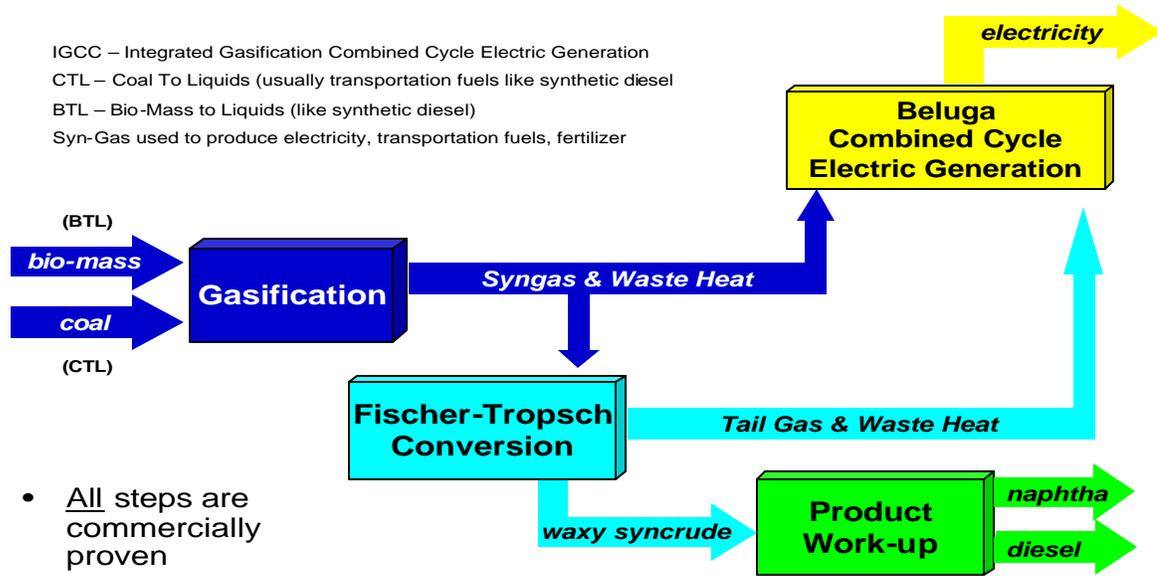 IGCC – Integrated Gasification Combined Cycle Electric Generation
CTL – Coal To Liquids (usually transportation fuels like synthetic diesel
BTL – Bio-Mass to Liquids (like synthetic diesel)
Syn-Gas used to produce electricity, transportation fuels, fertilizer
electricity
Beluga
Combined Cycle
Electric Generation
(BTL)
bio-mass
Gasification
Syngas & Waste Heat
coal
(CTL)
Fischer-Tropsch
Conversion
Tail Gas & Waste Heat
• All steps are
commercially
proven
waxy syncrude
Product
Work-up
naphtha
diesel